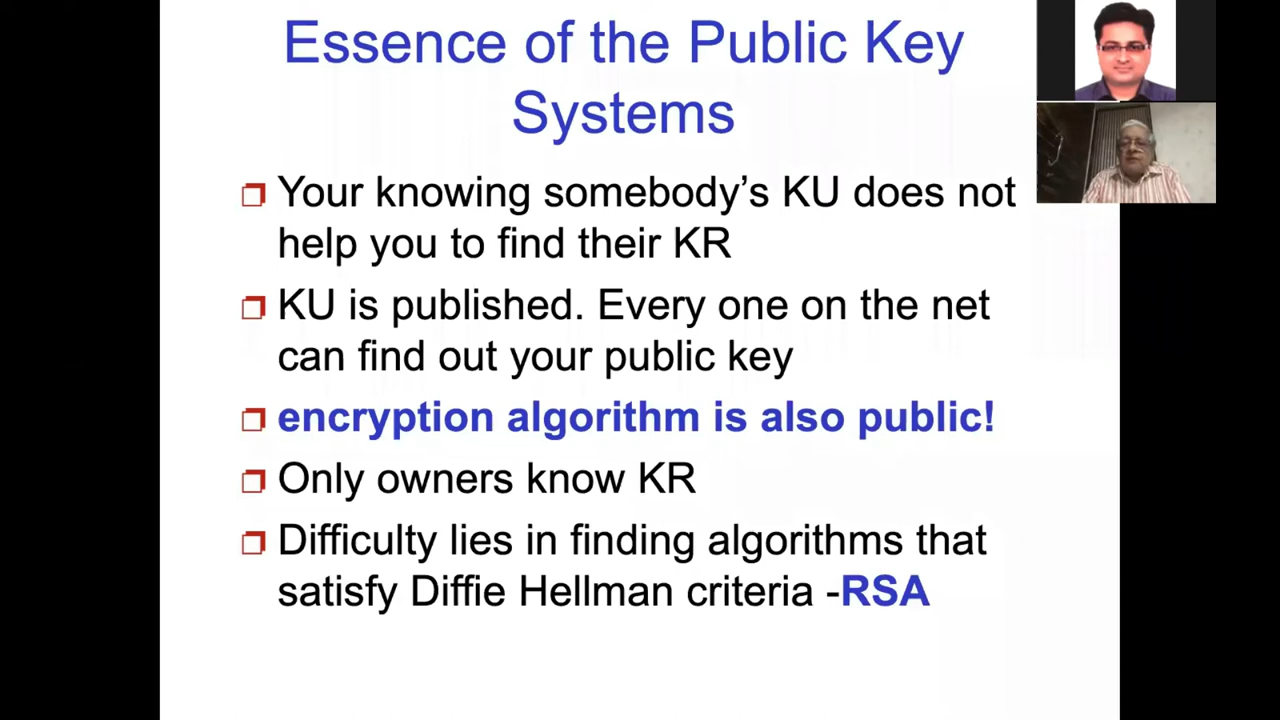 Essence of the Public Key
Systems
Your knowing somebody's KU does not
help you to find their KR
KU is published. Every one on the net
can find out your public key
encryption algorithm is also public!
Only owners know KR
Difficulty lies in finding algorithms that
satisfy Diffie Hellman criteria -RSA